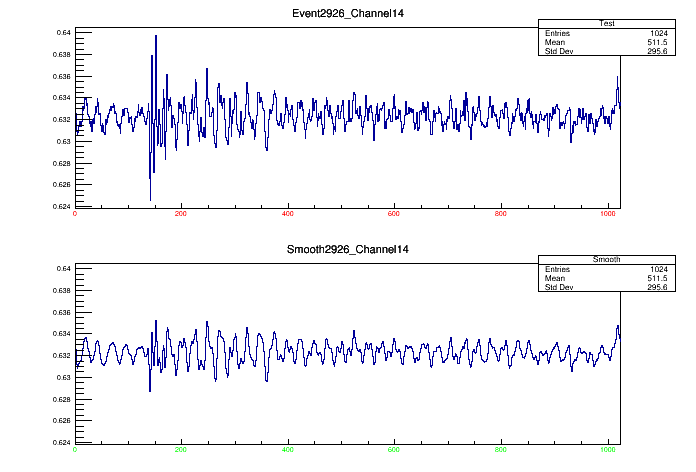 Event2926_Channel14
Test
Entries 1024
Mean 511.5
Std Dev 295.6
0.64
0.638
0.636
0.634
0.632
0.63
0.628
0.626
0.624
0 200 400 600 800 1000
Smooth2926_Channel14
Smooth
Entries 1024
Mean 511.5
Std Dev 295.6
0.64
0.638
0.636
0.634
0.632
0.63
0.628
0.626
0.624
0 200 400 600 800 1000